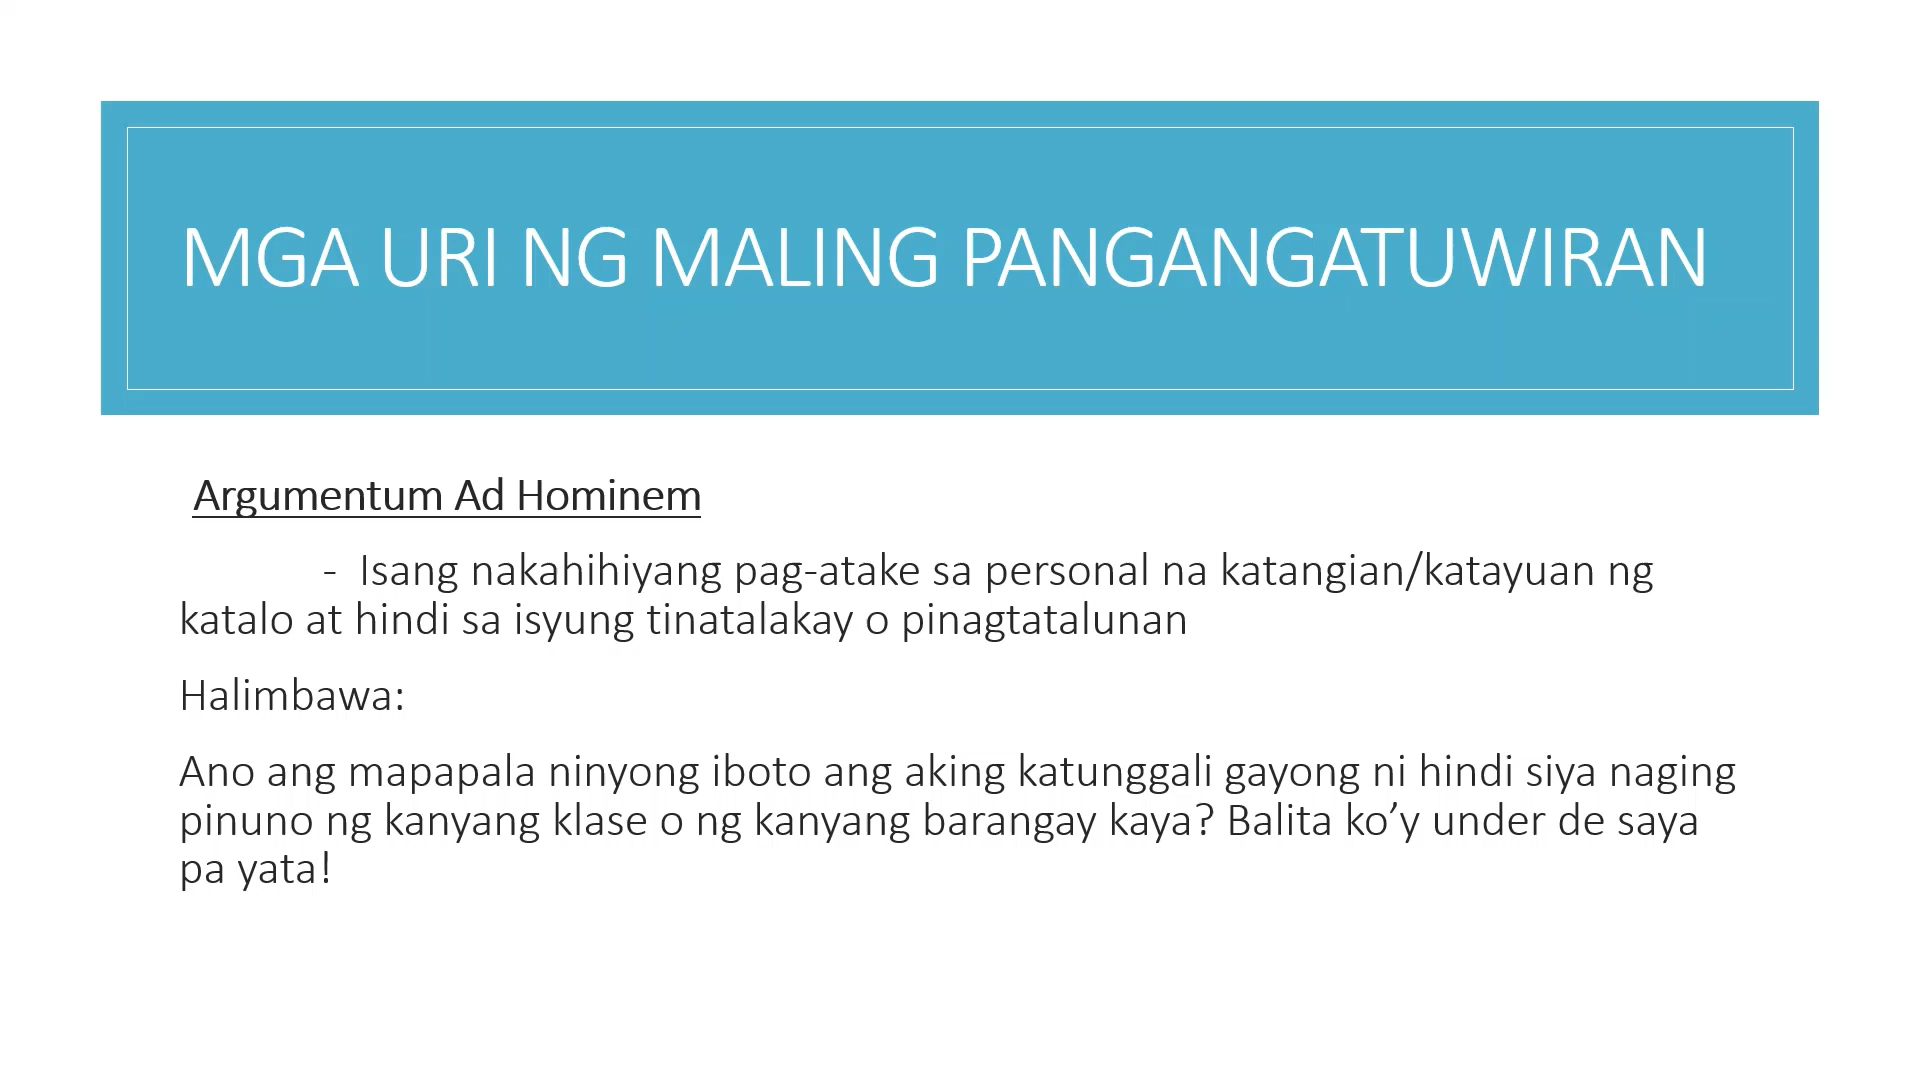 MGA URI NG MALING PANGANGATUWIRAN
Argumentum Ad Hominem
- Isang nakahihiyang pag-atake sa personal na katangian/katayuan ng
katalo at hindi sa isyung tinatalakay o pinagtatalunan
Halimbawa:
Ano ang mapapala ninyong iboto ang aking katunggali gayong ni hindi siya naging
pinuno ng kanyang klase o ng kanyang barangay kaya? Balita ko’y under de saya
pa yata!